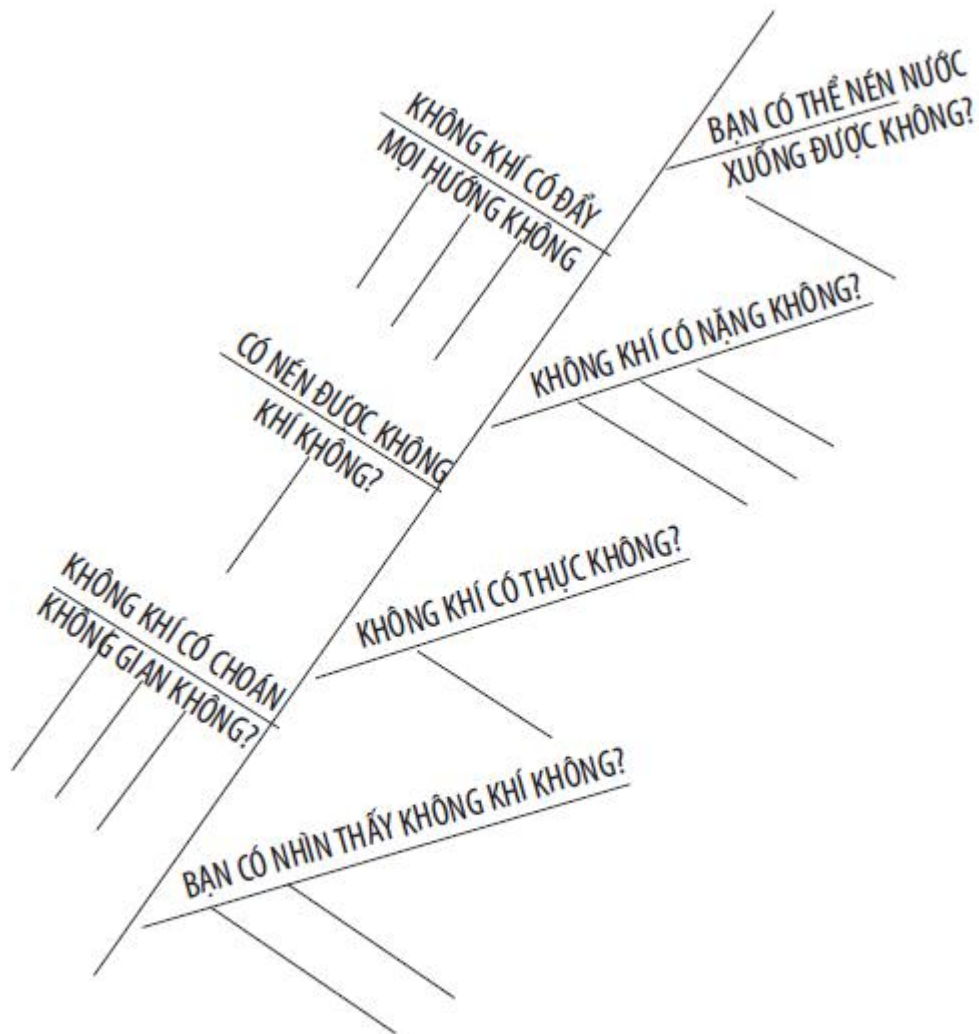 KHÔNG KHÍ CÓ ĐẨY
MỌI HƯỚNG KHÔNG
BẠN CÓ THỂ NÉN NƯỚC
XUỐNG ĐƯỢC KHÔNG?
CÓ NÉN ĐƯỢC KHÔNG
KHÍ KHÔNG?
KHÔNG KHÍ CÓ NẶNG KHÔNG?
KHÔNG KHÍ CÓ CHOÁN
KHÔNG GIAN KHÔNG?
KHÔNG KHÍ CÓ THỰC KHÔNG?
BẠN CÓ NHÌN THẤY KHÔNG KHÍ KHÔNG?